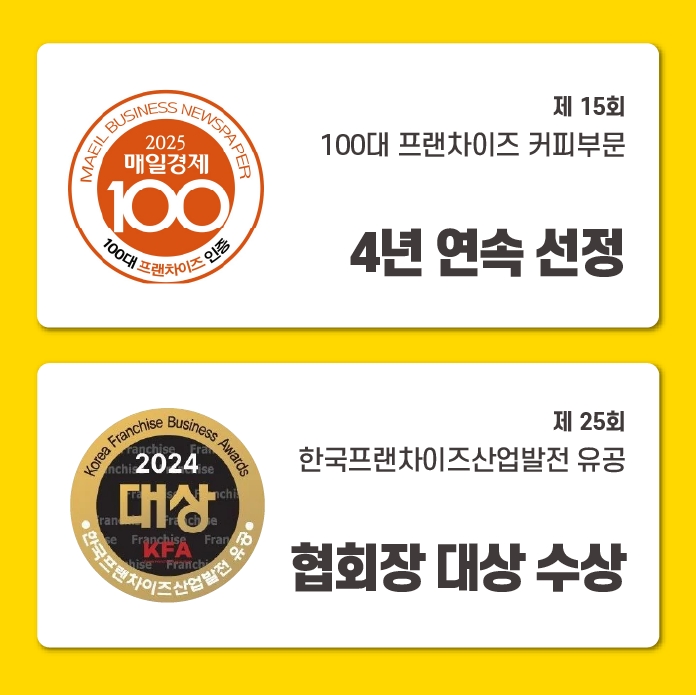 MAEIL BUSINESS NEWSPAPER
2025
매일경제
100
100대 프랜차이즈 인증
제 15회
100대 프랜차이즈 커피부문
4년 연속 선정
Korea Franchise Business Awards
2024
대상
KFA
한국프랜차이즈산업발전 유공
제 25회
한국프랜차이즈산업발전 유공
협회장 대상 수상